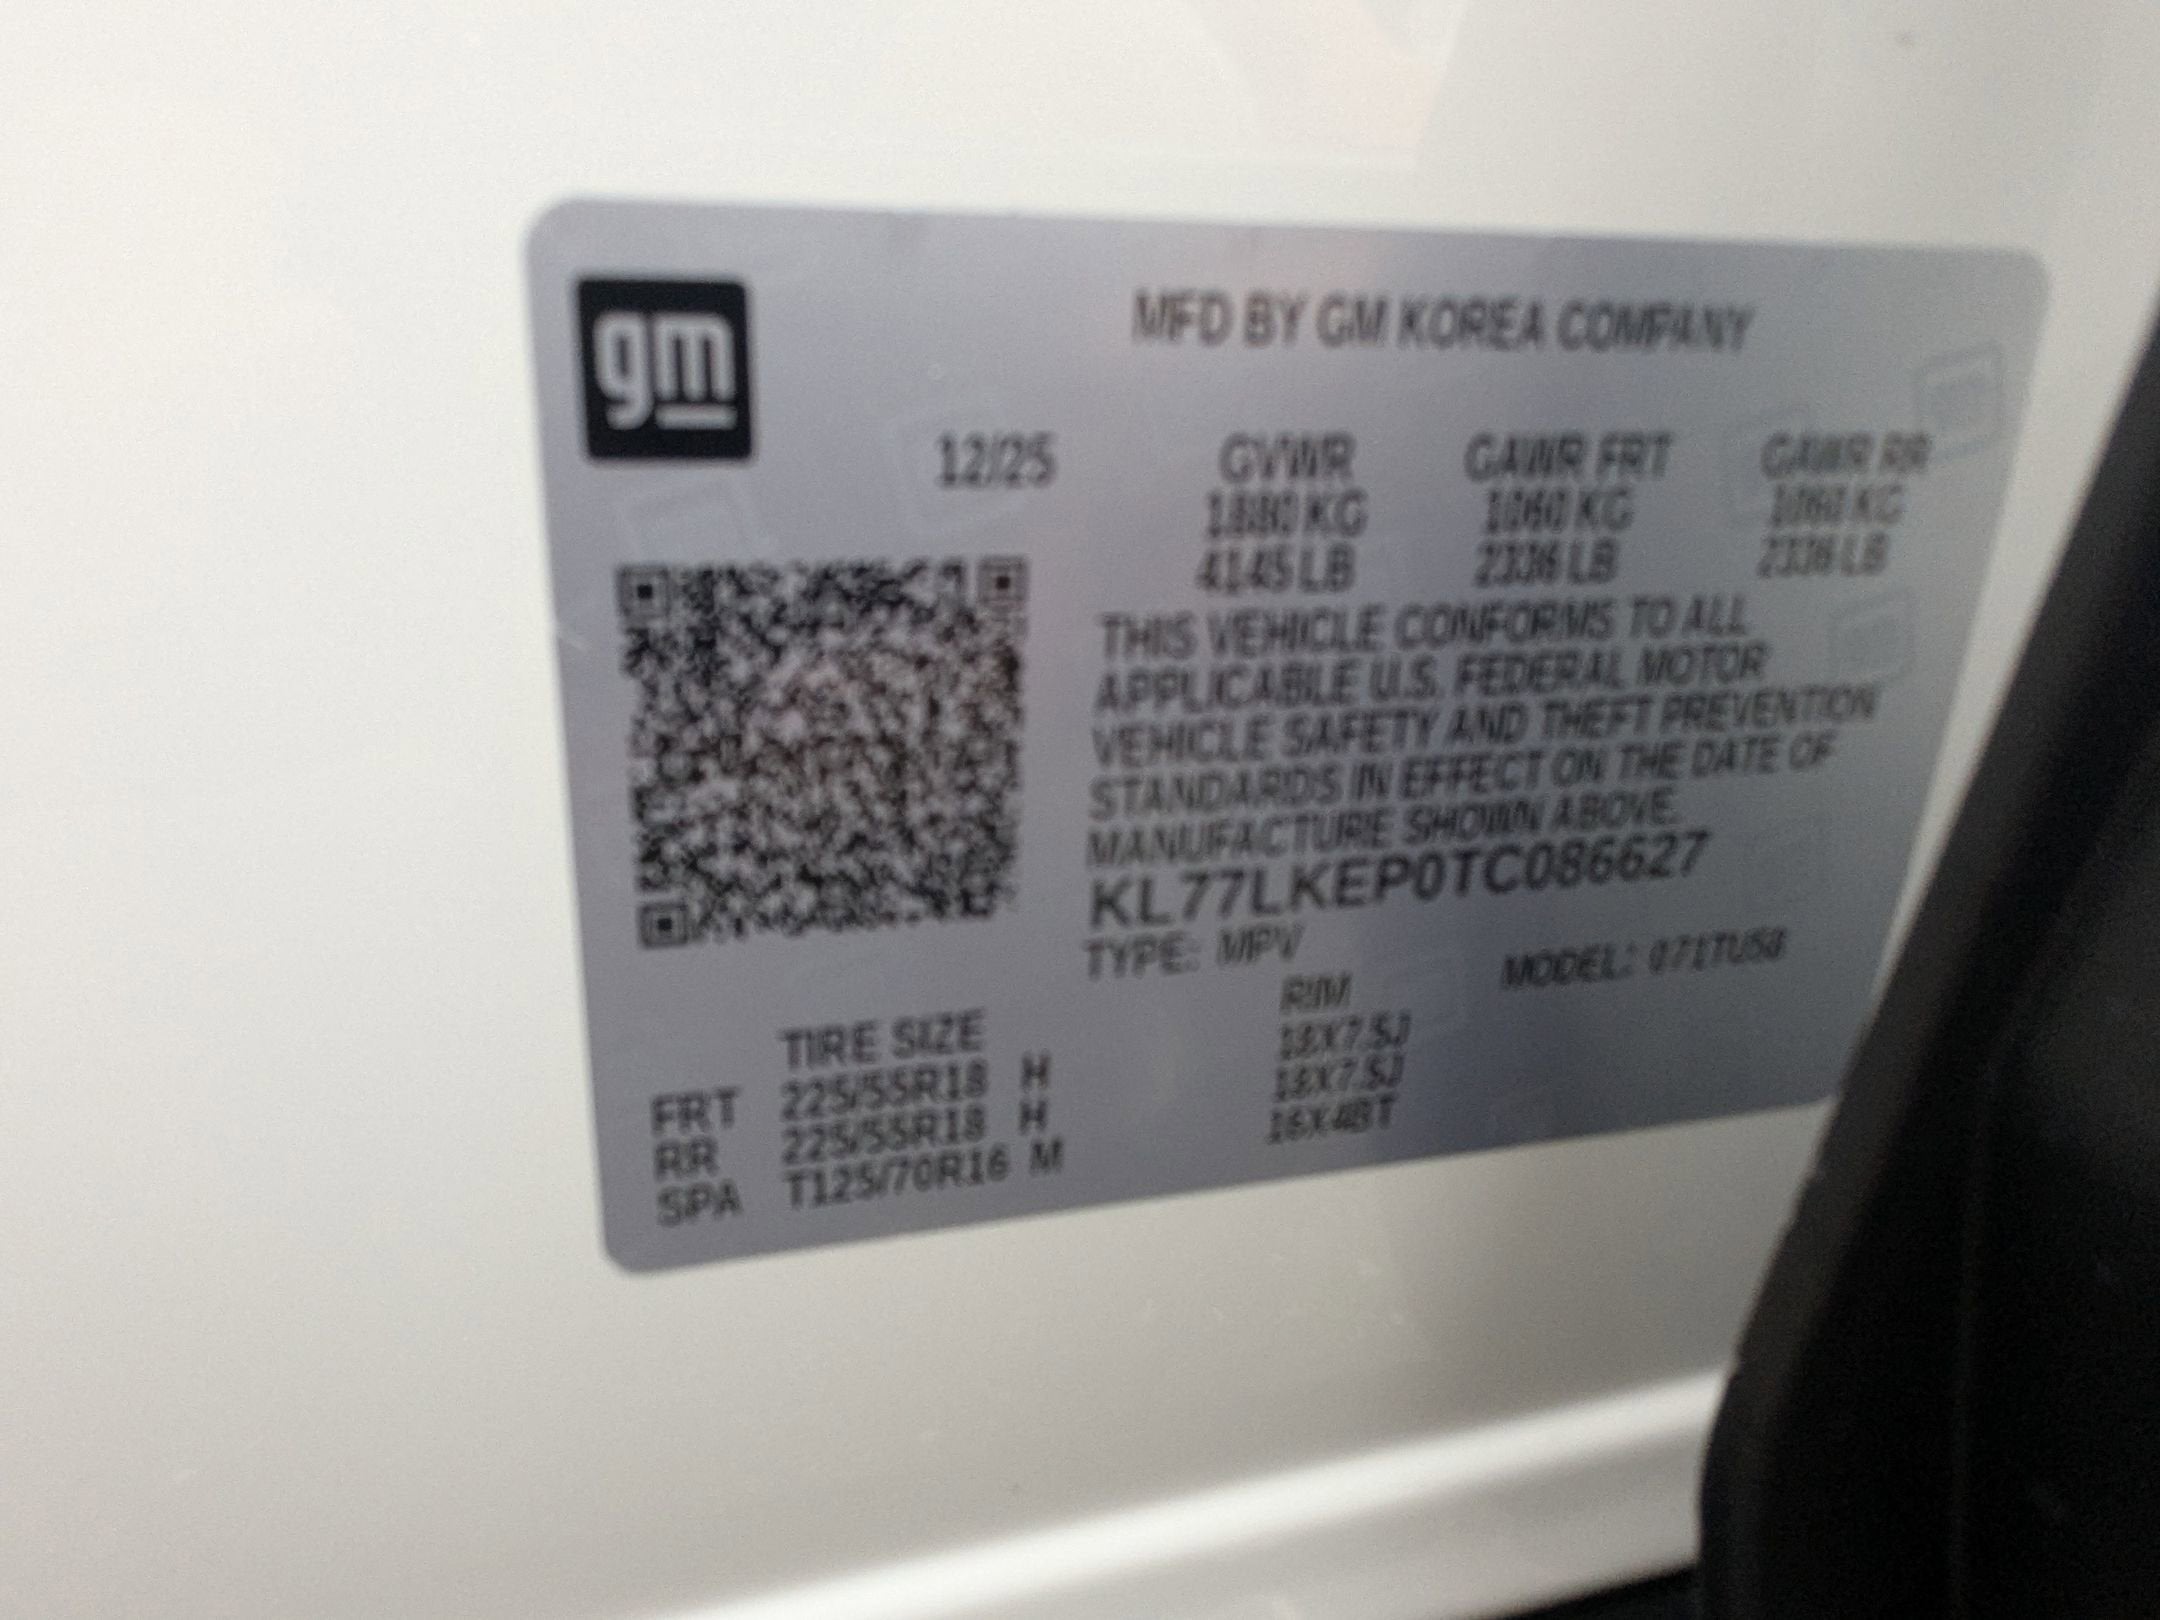 gm
MFD BY GM KOREA COMPANY
12/25
GVWR GAWR FRT GAWR RR
1880 KG 1060 KG 1060 KG
4145 LB 2336 LB 2336 LB
THIS VEHICLE CONFORMS TO ALL
APPLICABLE U.S. FEDERAL MOTOR
VEHICLE SAFETY AND THEFT PREVENTION
STANDARDS IN EFFECT ON THE DATE OF
MANUFACTURE SHOWN ABOVE.
KL77LKEP0TC086627
TYPE: MPV MODEL:
TIRE SIZE RIM
FRT 225/55R18 H 18X7.5J
RR 225/55R18 H 18X7.5J
SPA T125/70R16 M 16X4BT